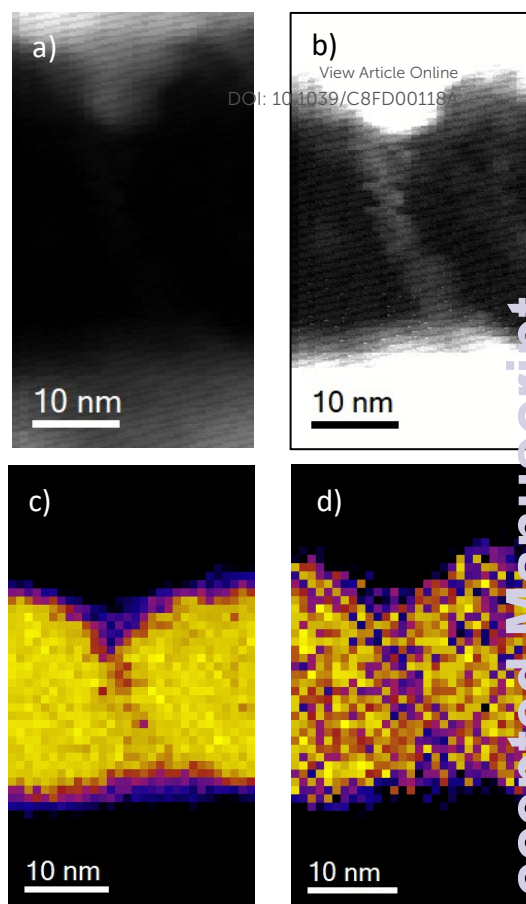 a)
b)
View Article Online
DOI: 10.1039/C8FD00118A
10 nm
10 nm
c)
d)
10 nm
10 nm